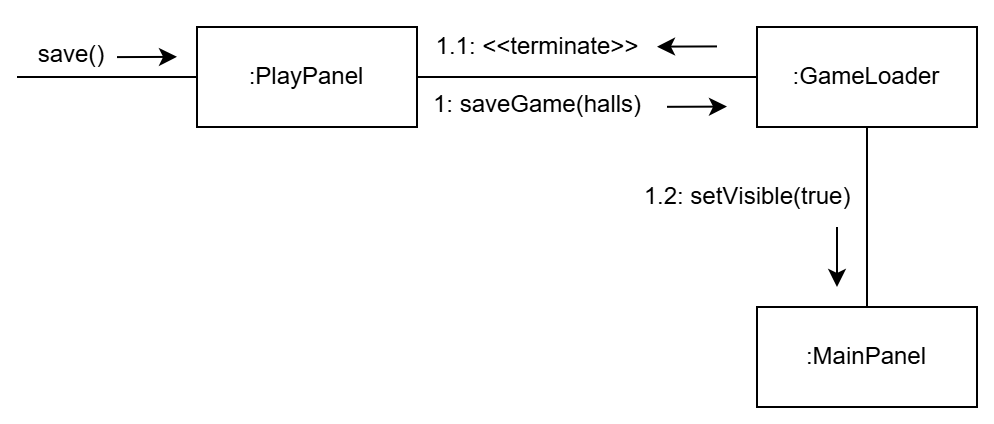 save()
:PlayPanel
1.1: <<terminate>>
1: saveGame(halls)
:GameLoader
1.2: setVisible(true)
:MainPanel